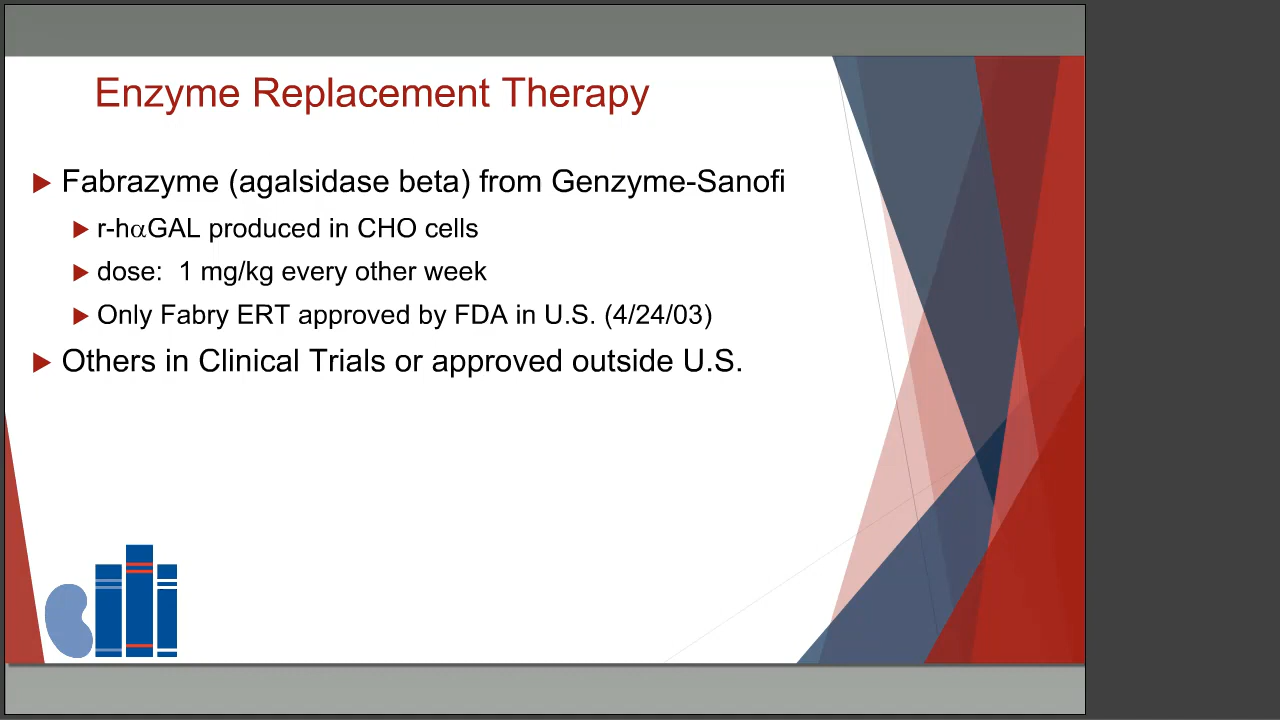 Enzyme Replacement Therapy
Fabrazyme (agalsidase beta) from Genzyme-Sanofi
r-hαGAL produced in CHO cells
dose:  1 mg/kg every other week
Only Fabry ERT approved by FDA in U.S. (4/24/03)
Others in Clinical Trials or approved outside U.S.